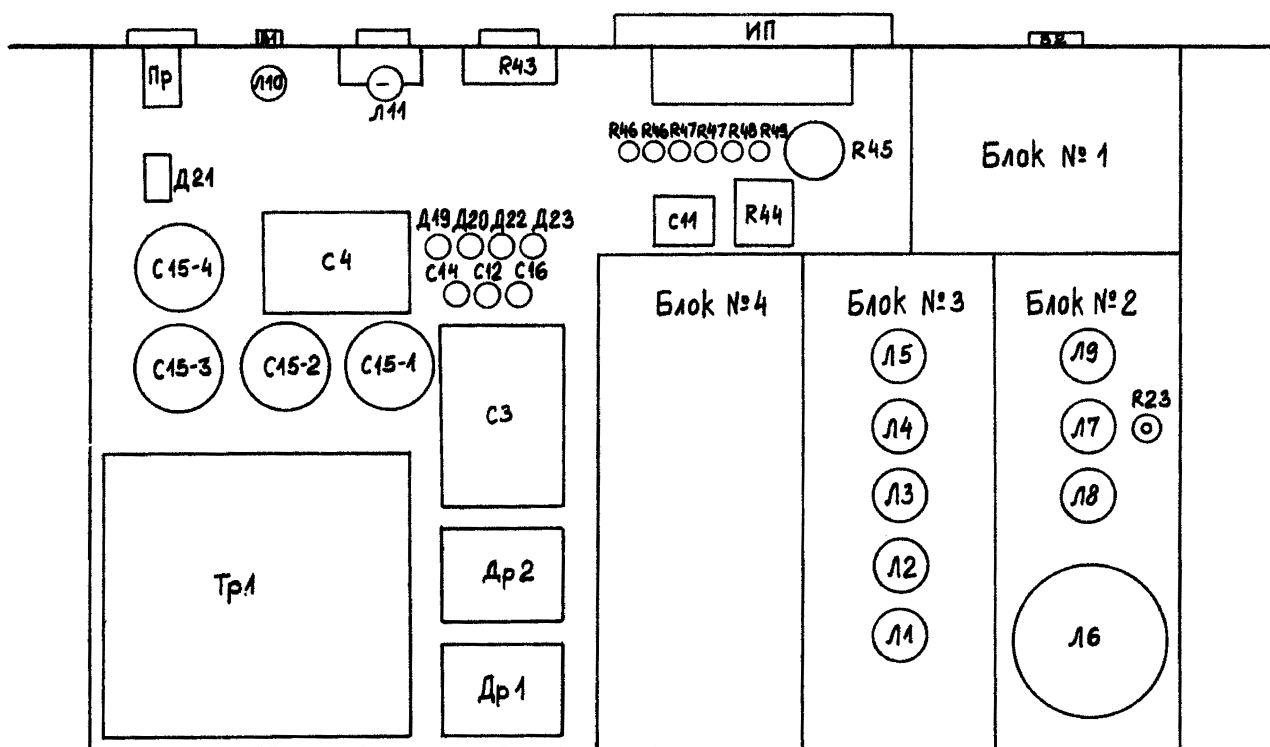 ИП
Пр
Л10
Л11
R43
R46 R46 R47 R47 R48 R49
R45
Блок № 1
Д21
С11
R44
Д19 Д20 Д22 Д23
С15-4
С4
С14 С12 С16
Блок №4
Блок №3
Блок №2
С15-3
С15-2
С15-1
С3
Л5
Л9
R23
Л4
Л7
Л3
Л8
Тр1
Др2
Л2
Л1
Л6
Др1